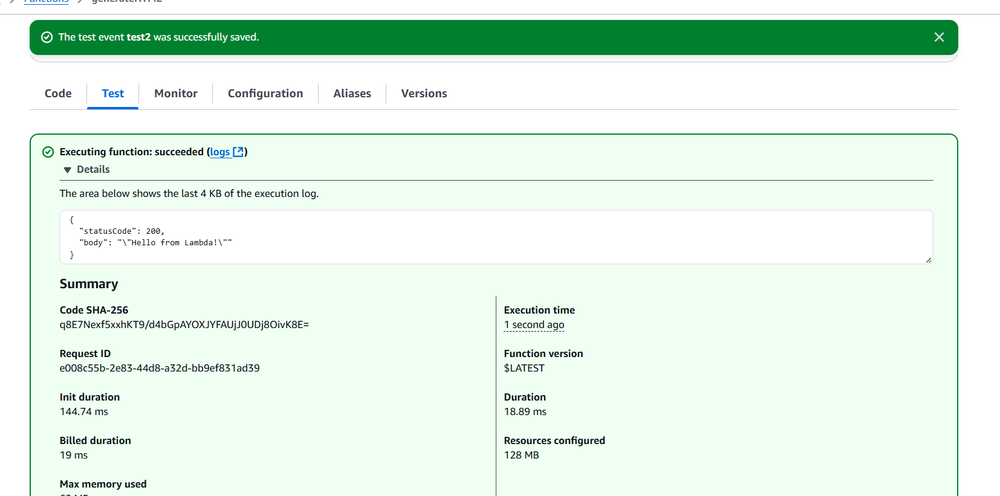 Functions
The test event test2 was successfully saved.
Code Test Monitor Configuration Aliases Versions
Executing function: succeeded (logs)
Details
The area below shows the last 4 KB of the execution log.
{
"statusCode": 200,
"body": "\"Hello from Lambda!\""
}
Summary
Code SHA-256
q8E7Nexf5xxhKT9/d4bGpAYOXJYFAUjJ0UDj8OivK8E=
Execution time
1 second ago
Request ID
e008c55b-2e83-44d8-a32d-bb9ef831ad39
Function version
$LATEST
Init duration
144.74 ms
Duration
18.89 ms
Billed duration
19 ms
Resources configured
128 MB
Max memory used